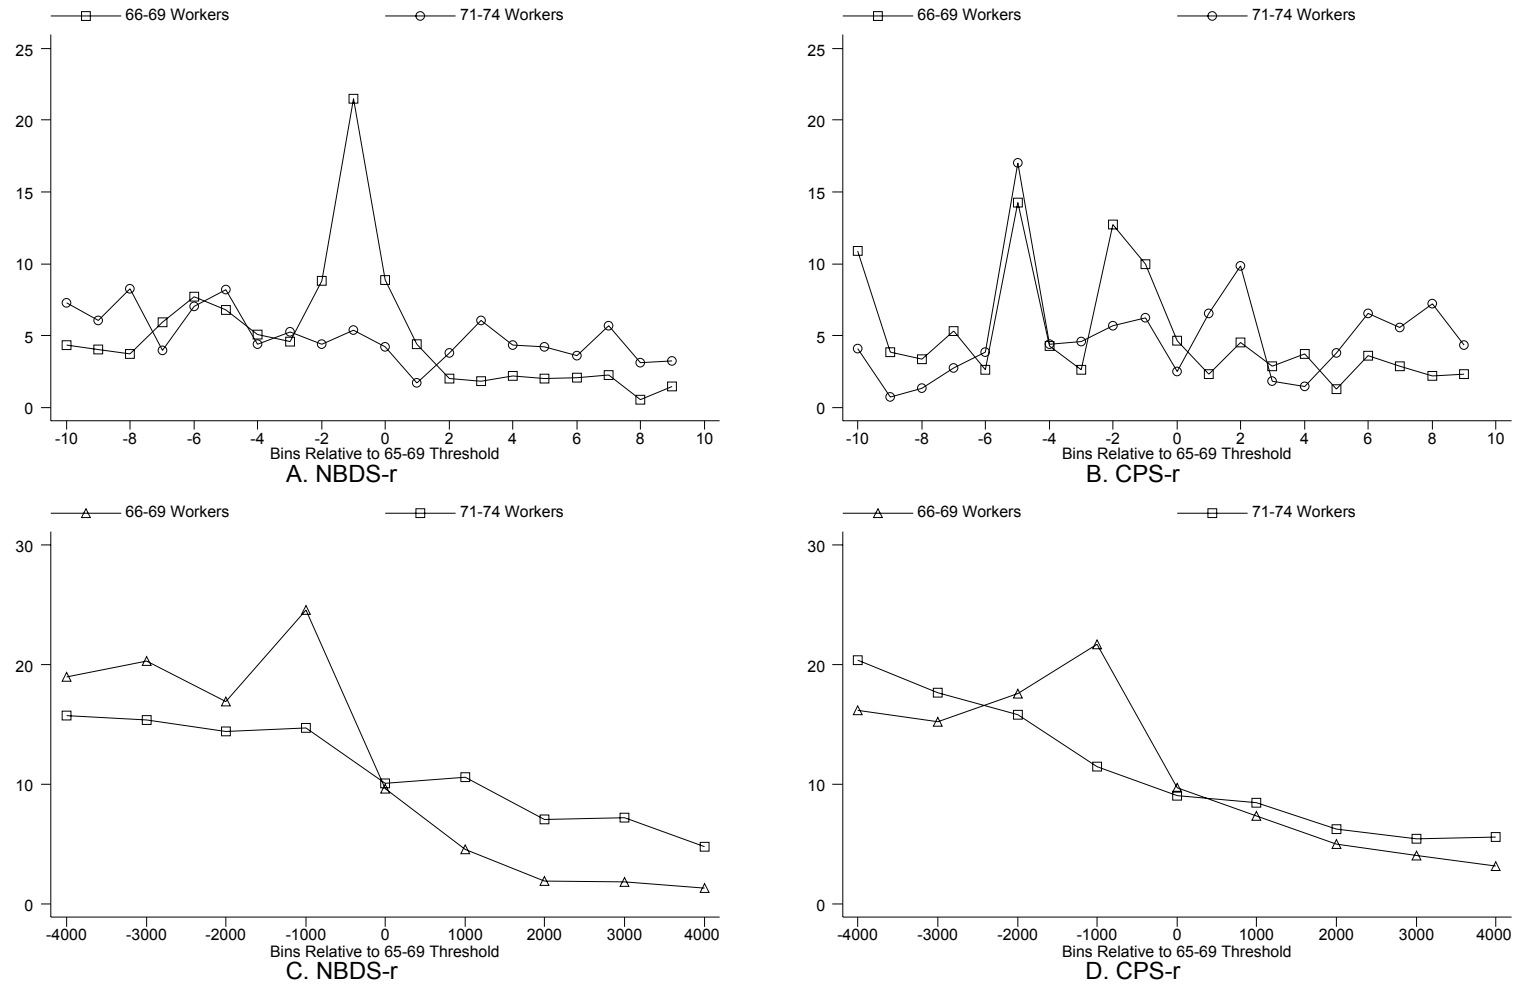 66-69 Workers 71-74 Workers 66-69 Workers 71-74 Workers
25 25
20 20
15 15
10 10
5 5
0 0
-10 -8 -6 -4 -2 0 2 4 6 8 10 -10 -8 -6 -4 -2 0 2 4 6 8 10
Bins Relative to 65-69 Threshold Bins Relative to 65-69 Threshold
A. NBDS-r B. CPS-r
66-69 Workers 71-74 Workers 66-69 Workers 71-74 Workers
30 30
20 20
10 10
0 0
-4000 -3000 -2000 -1000 0 1000 2000 3000 4000 -4000 -3000 -2000 -1000 0 1000 2000 3000 4000
Bins Relative to 65-69 Threshold Bins Relative to 65-69 Threshold
C. NBDS-r D. CPS-r